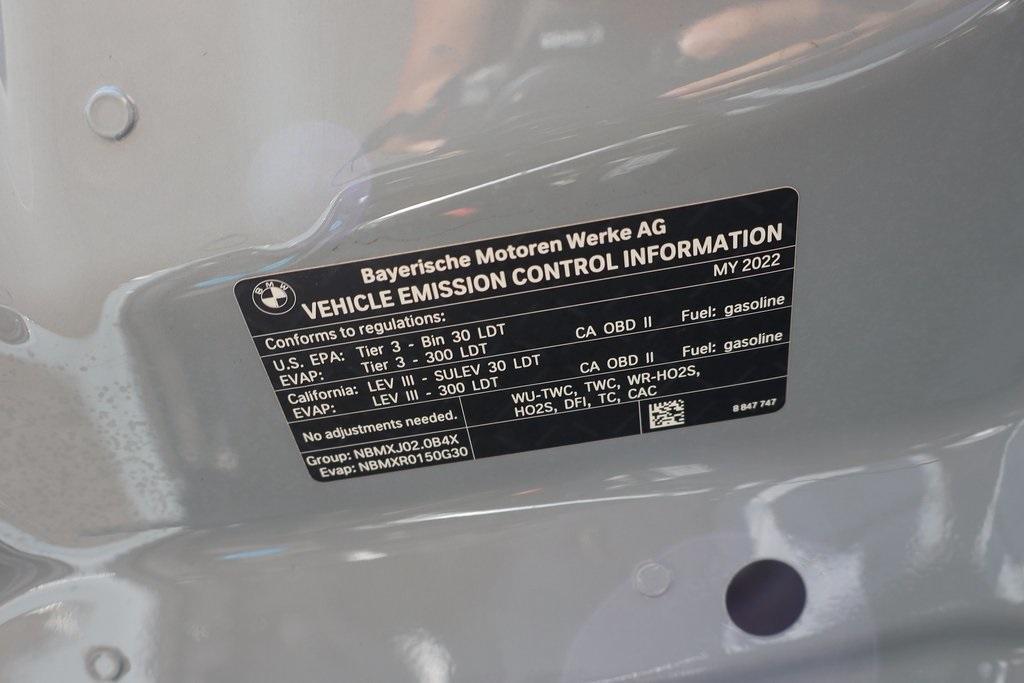 BMW
Bayerische Motoren Werke AG
VEHICLE EMISSION CONTROL INFORMATION
Conforms to regulations: MY 2022
U.S. EPA: Tier 3 - Bin 30 LDT CA OBD II Fuel: gasoline
EVAP: Tier 3 - 300 LDT
California: LEV III - SULEV 30 LDT CA OBD II Fuel: gasoline
EVAP: LEV III - 300 LDT
No adjustments needed. WU-TWC, TWC, WR-HO2S,
HO2S, DFI, TC, CAC
Group: NBMXJ02.0B4X
Evap: NBMXR0150G30
8 847 747